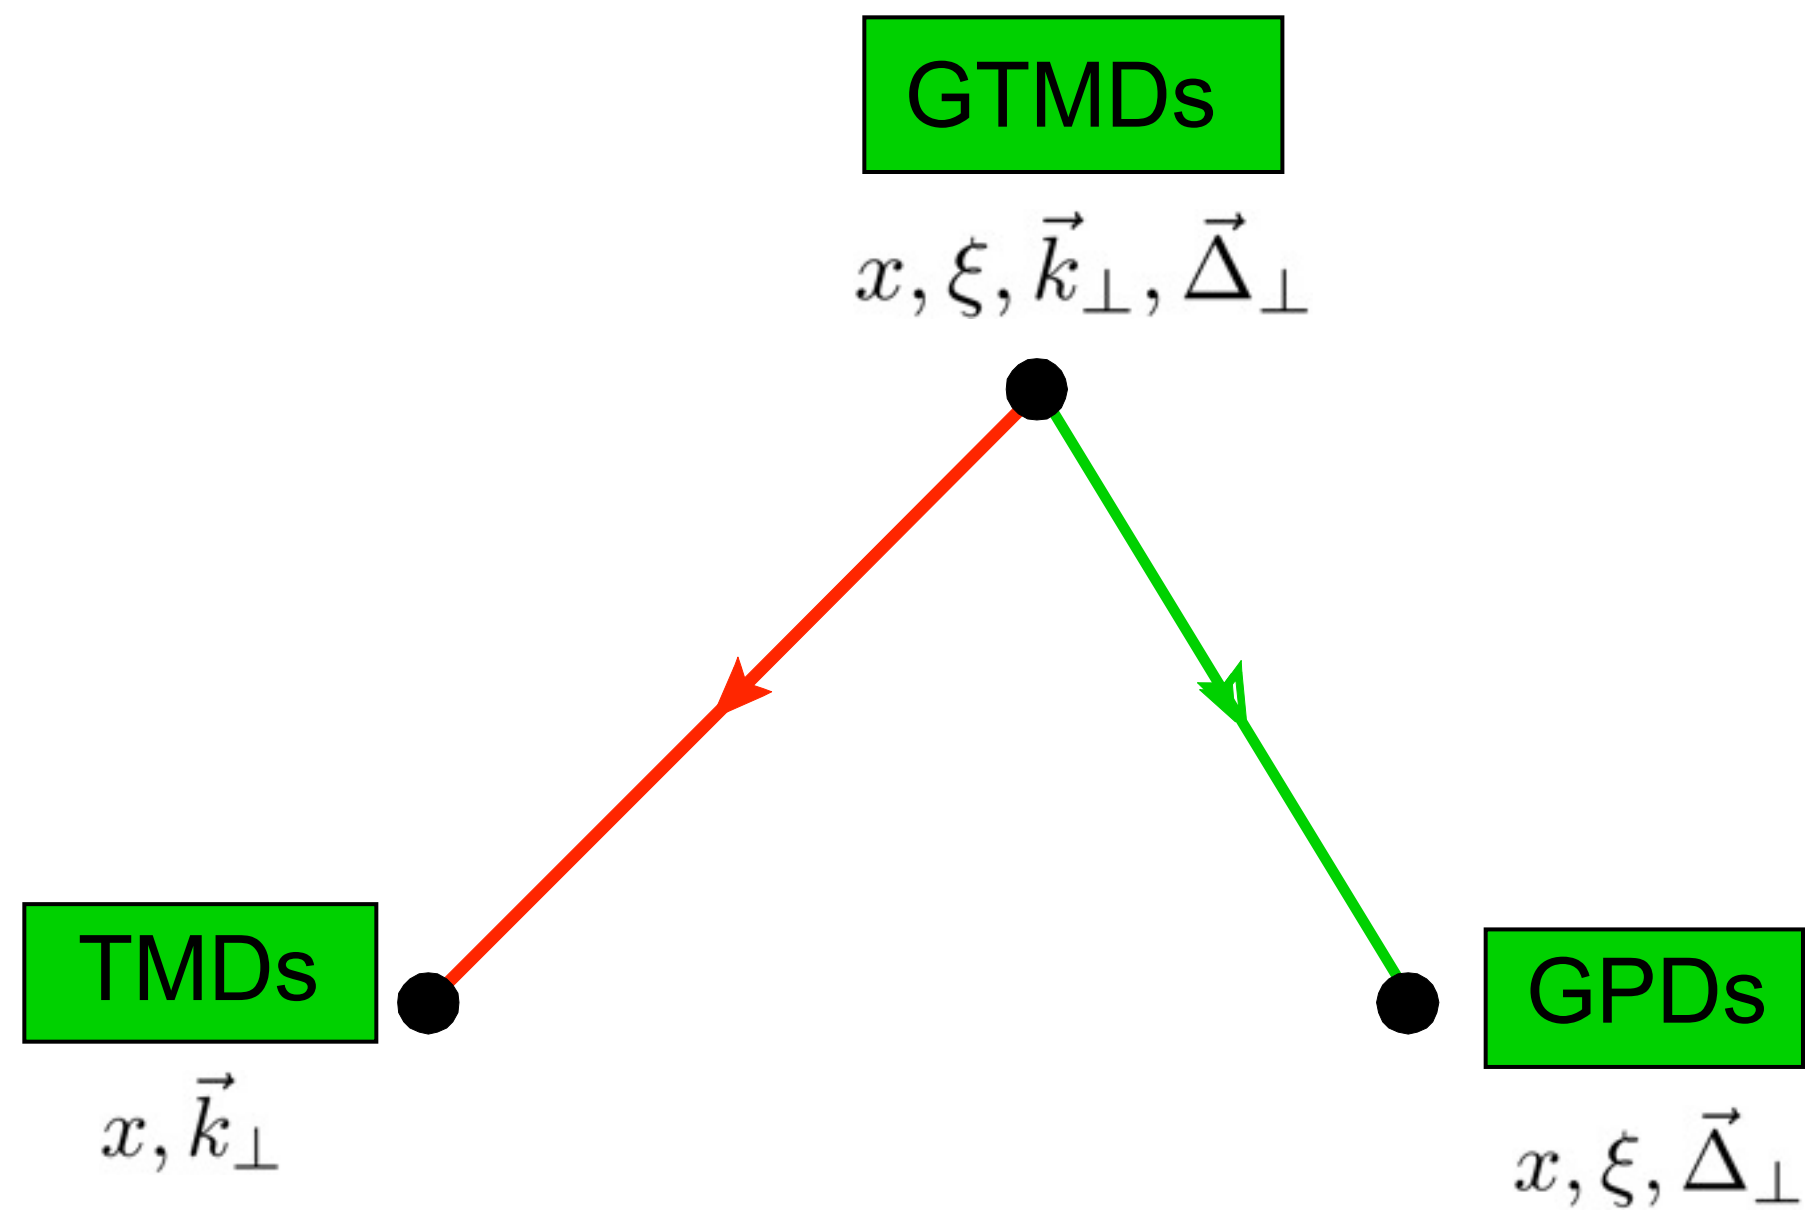 GTMDs
x, ξ, k⃗⊥, Δ⃗⊥
TMDs
GPDs
x, k⃗⊥
x, ξ, Δ⃗⊥